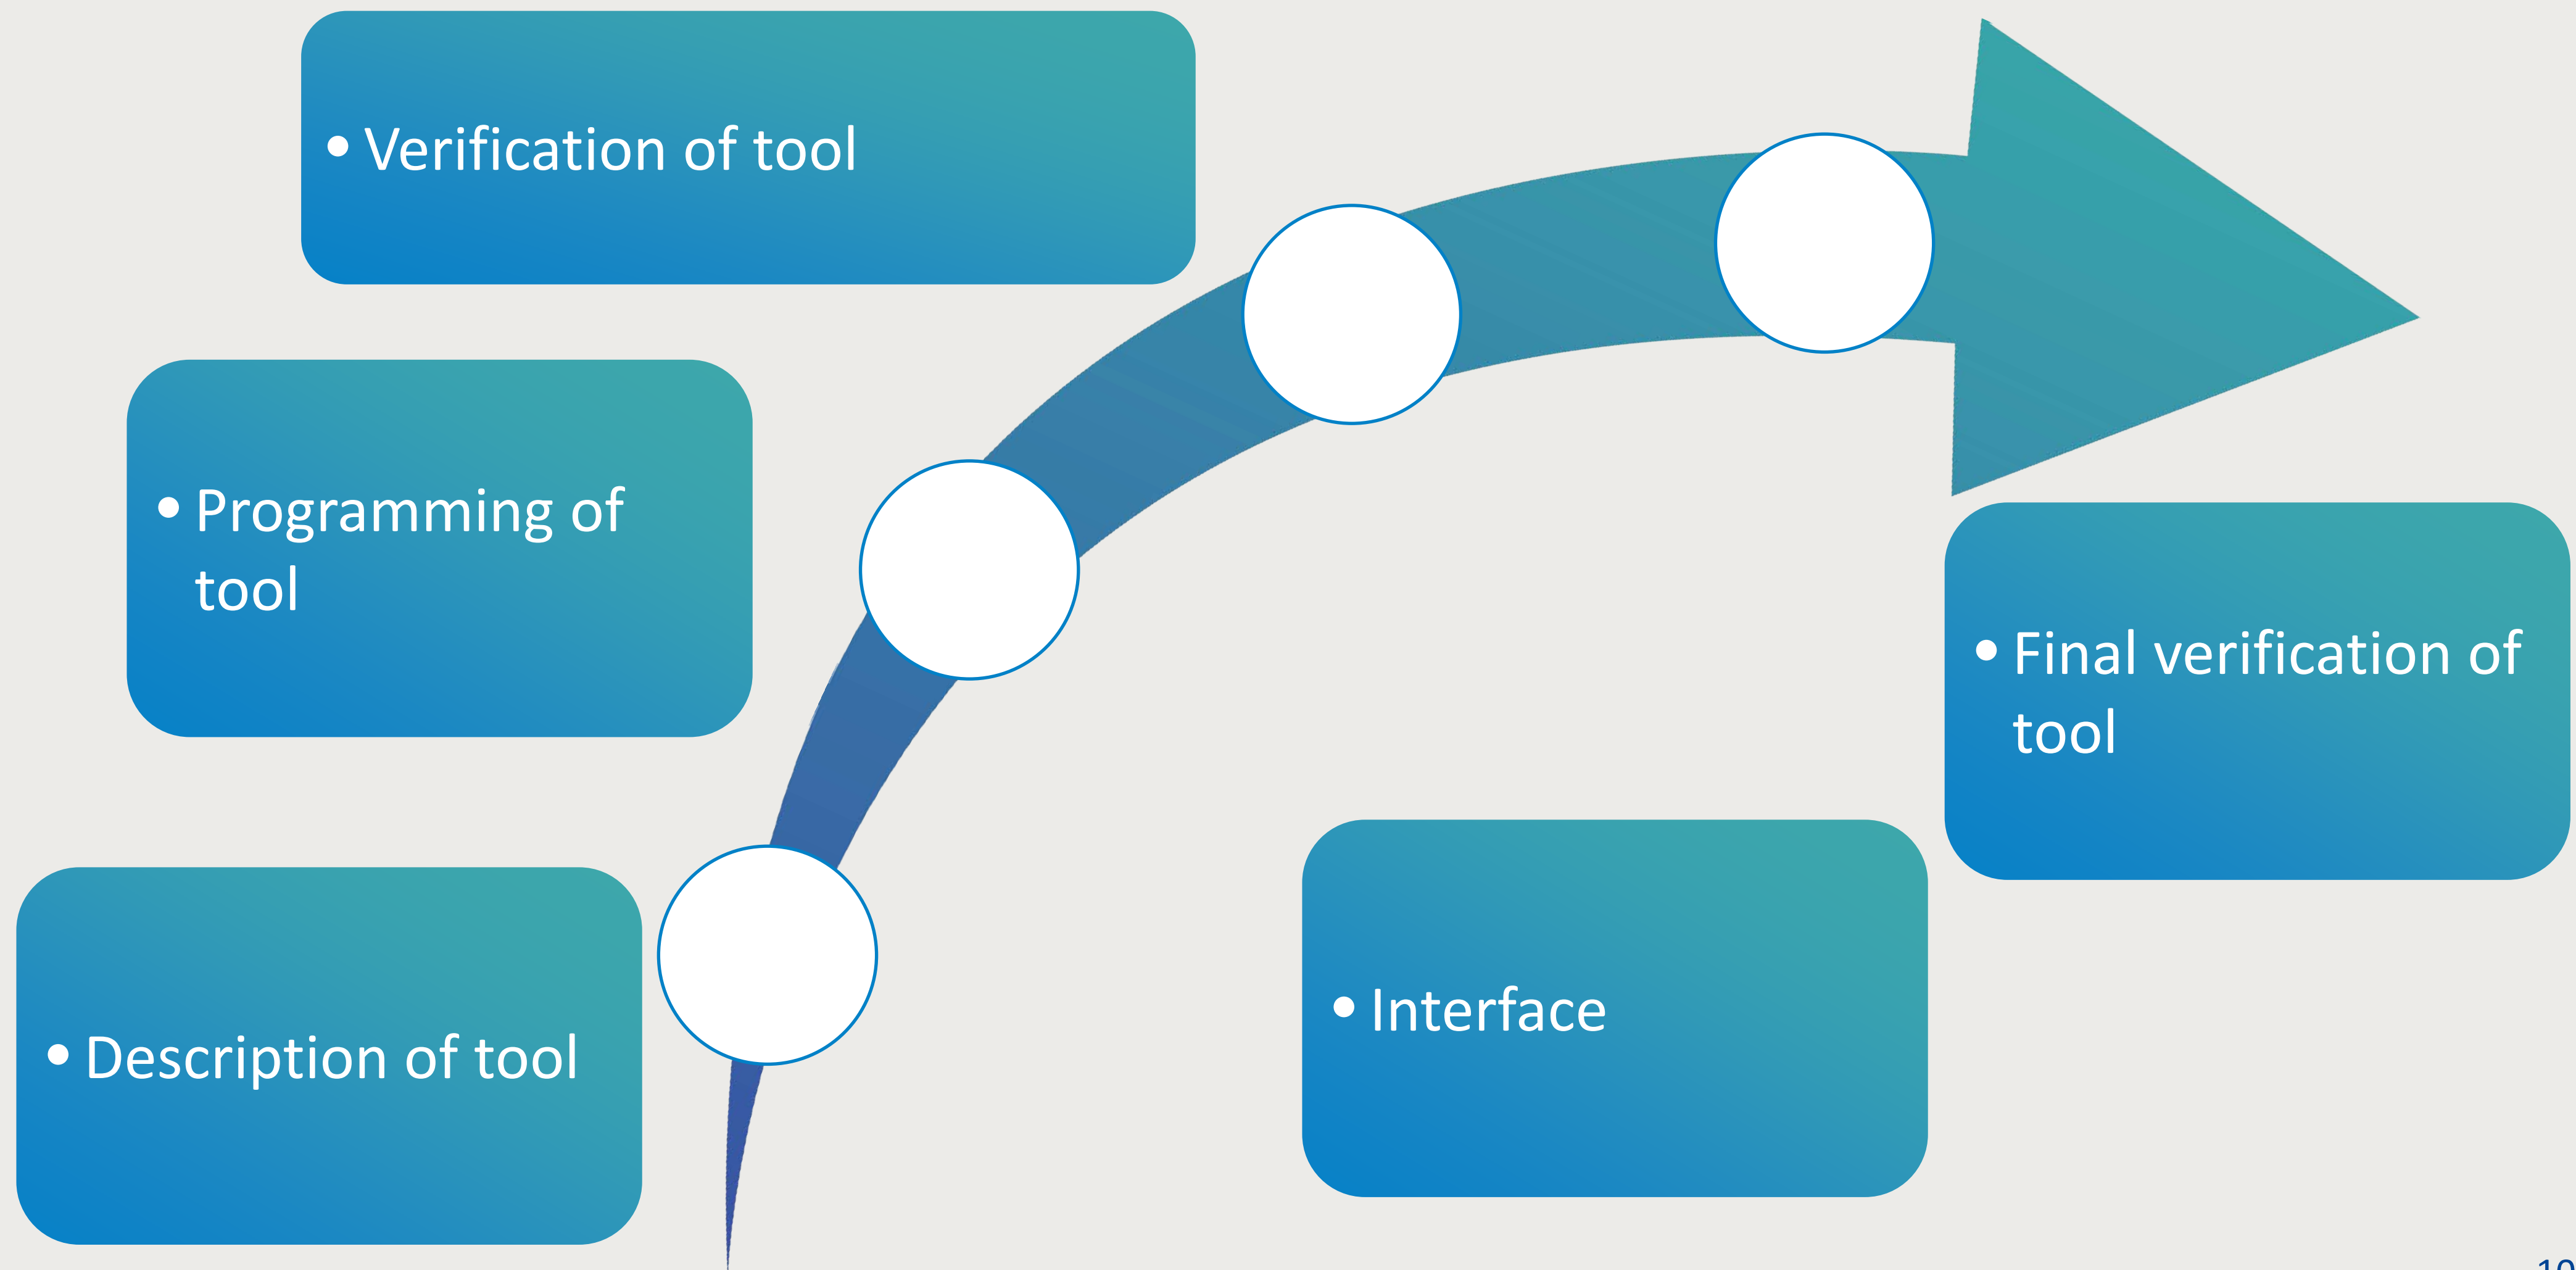 • Verification of tool
• Programming of
tool
• Description of tool
• Interface
• Final verification of
tool